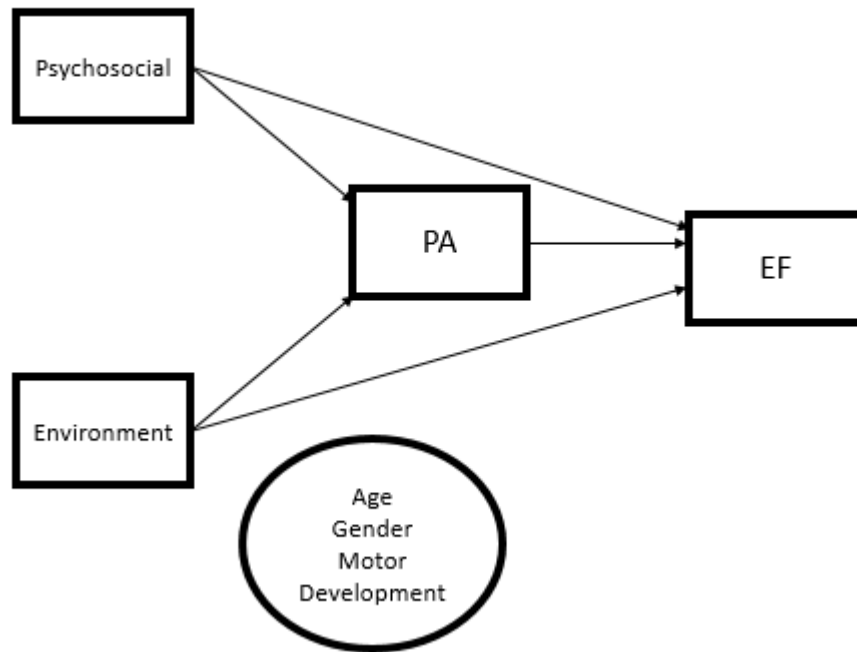 Psychosocial
PA
EF
Environment
Age
Gender
Motor
Development